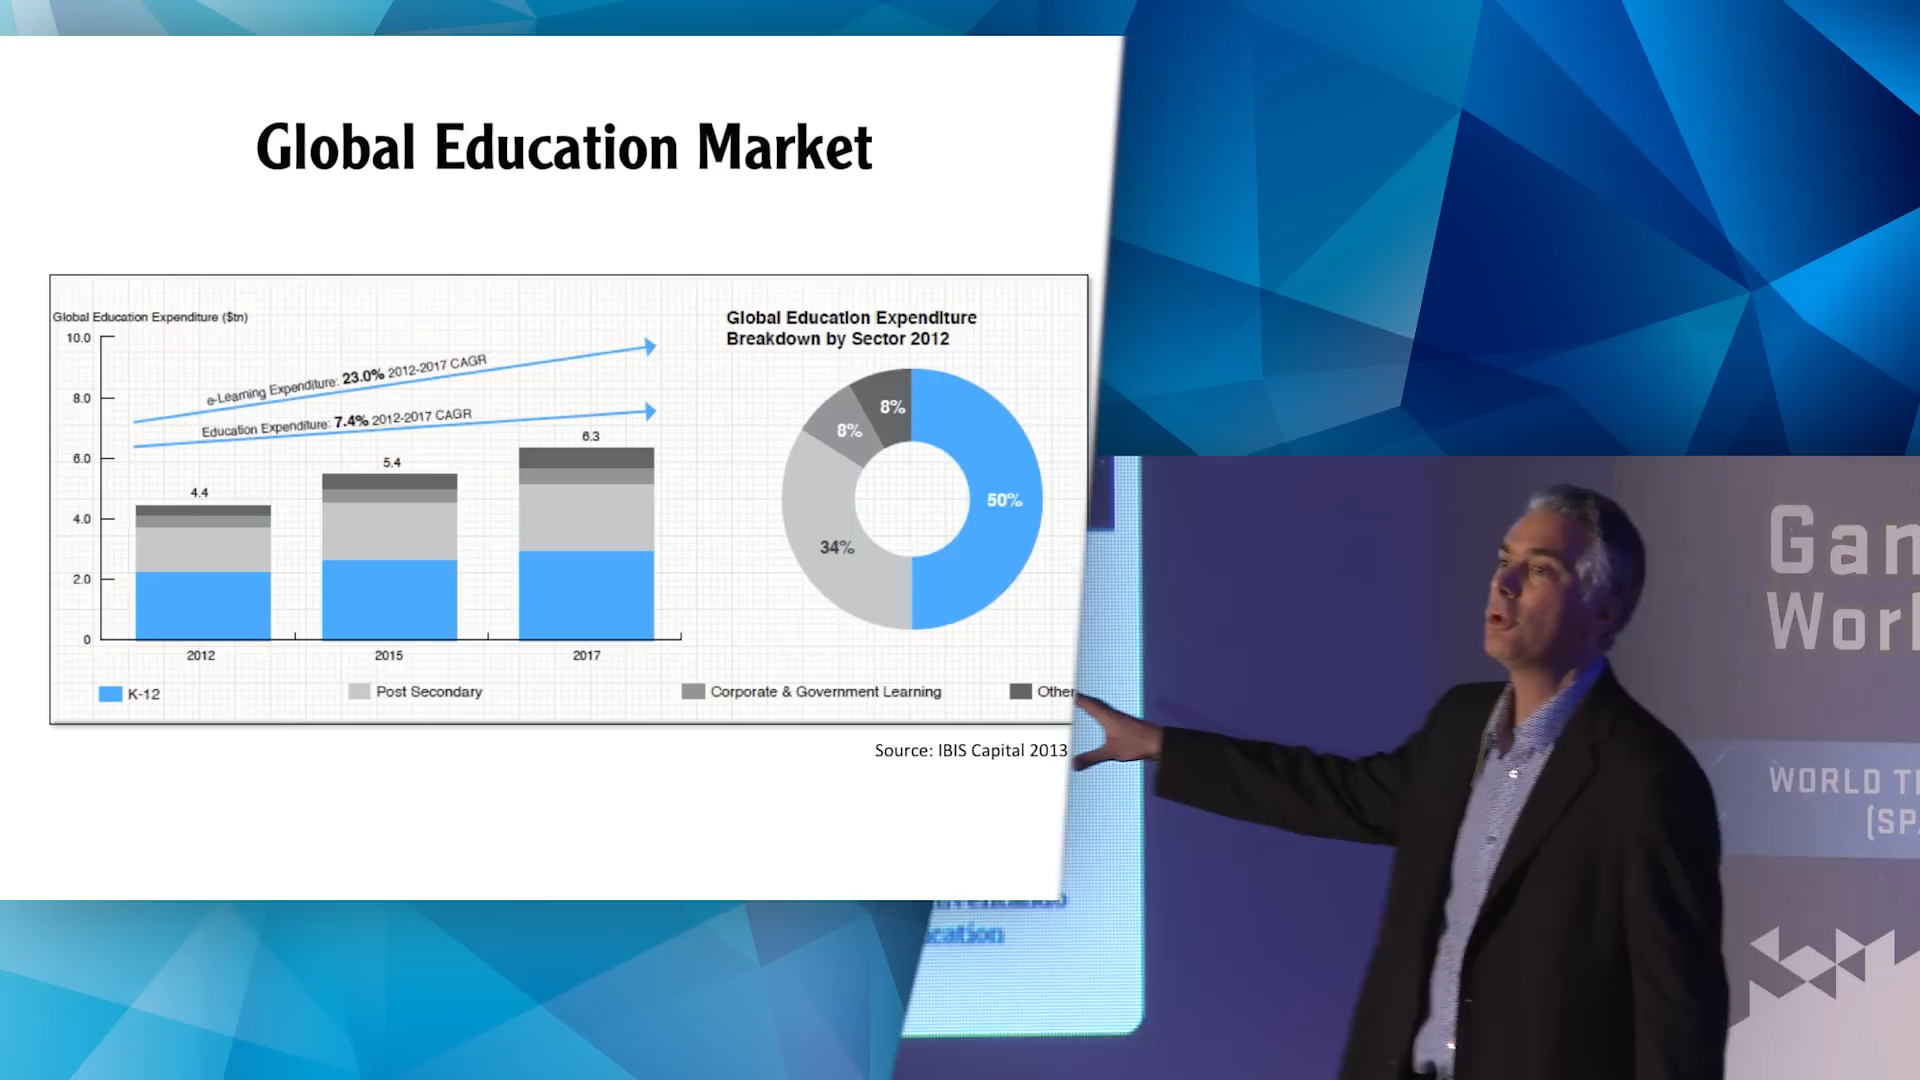 Global Education Market
Global Education Expenditure ($tn)
10.0
8.0
6.0
4.0
2.0
0
e-Learning Expenditure: 23.0% 2012-2017 CAGR
Education Expenditure: 7.4% 2012-2017 CAGR
4.4
5.4
6.3
2012
2015
2017
Global Education Expenditure
Breakdown by Sector 2012
8%
8%
50%
34%
K-12
Post Secondary
Corporate & Government Learning
Other
Source: IBIS Capital 2013
Gam
Worl
WORLD T
(SP
cation